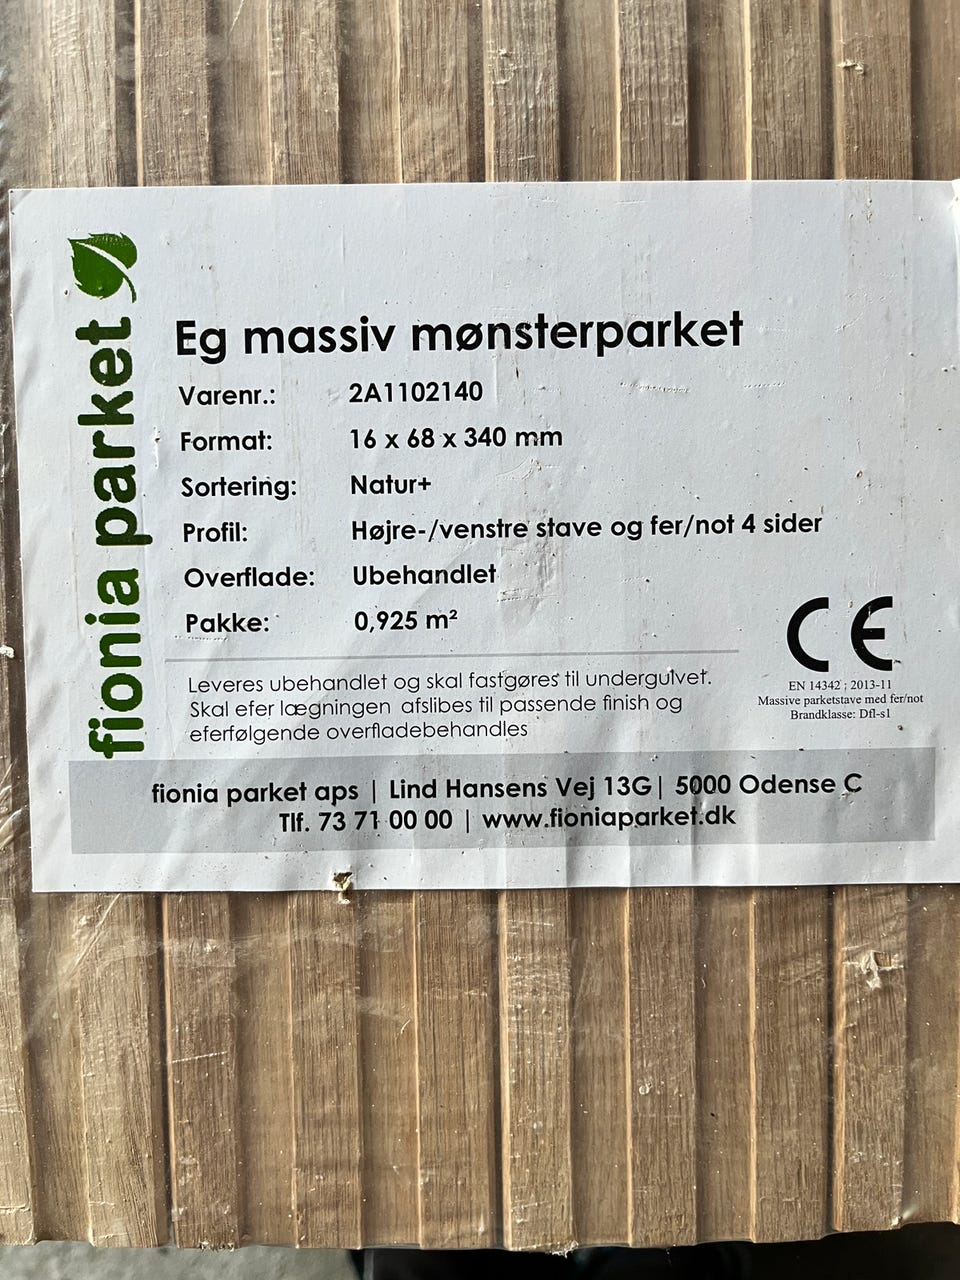 fionia parket
Eg massiv mønsterparket
Varenr.: 2A1102140
Format: 16 x 68 x 340 mm
Sortering: Natur+
Profil: Højre-/venstre stave og fer/not 4 sider
Overflade: Ubehandlet
Pakke: 0,925 m²
Leveres ubehandlet og skal fastgøres til undergulvet.
Skal efer lægningen afslibes til passende finish og
eferfølgende overfladebehandles
CE
EN 14342 ; 2013-11
Massive parketstave med fer/not
Brandklasse: Dfl-s1
fionia parket aps | Lind Hansens Vej 13G| 5000 Odense C
Tlf. 73 71 00 00 | www.fioniaparket.dk